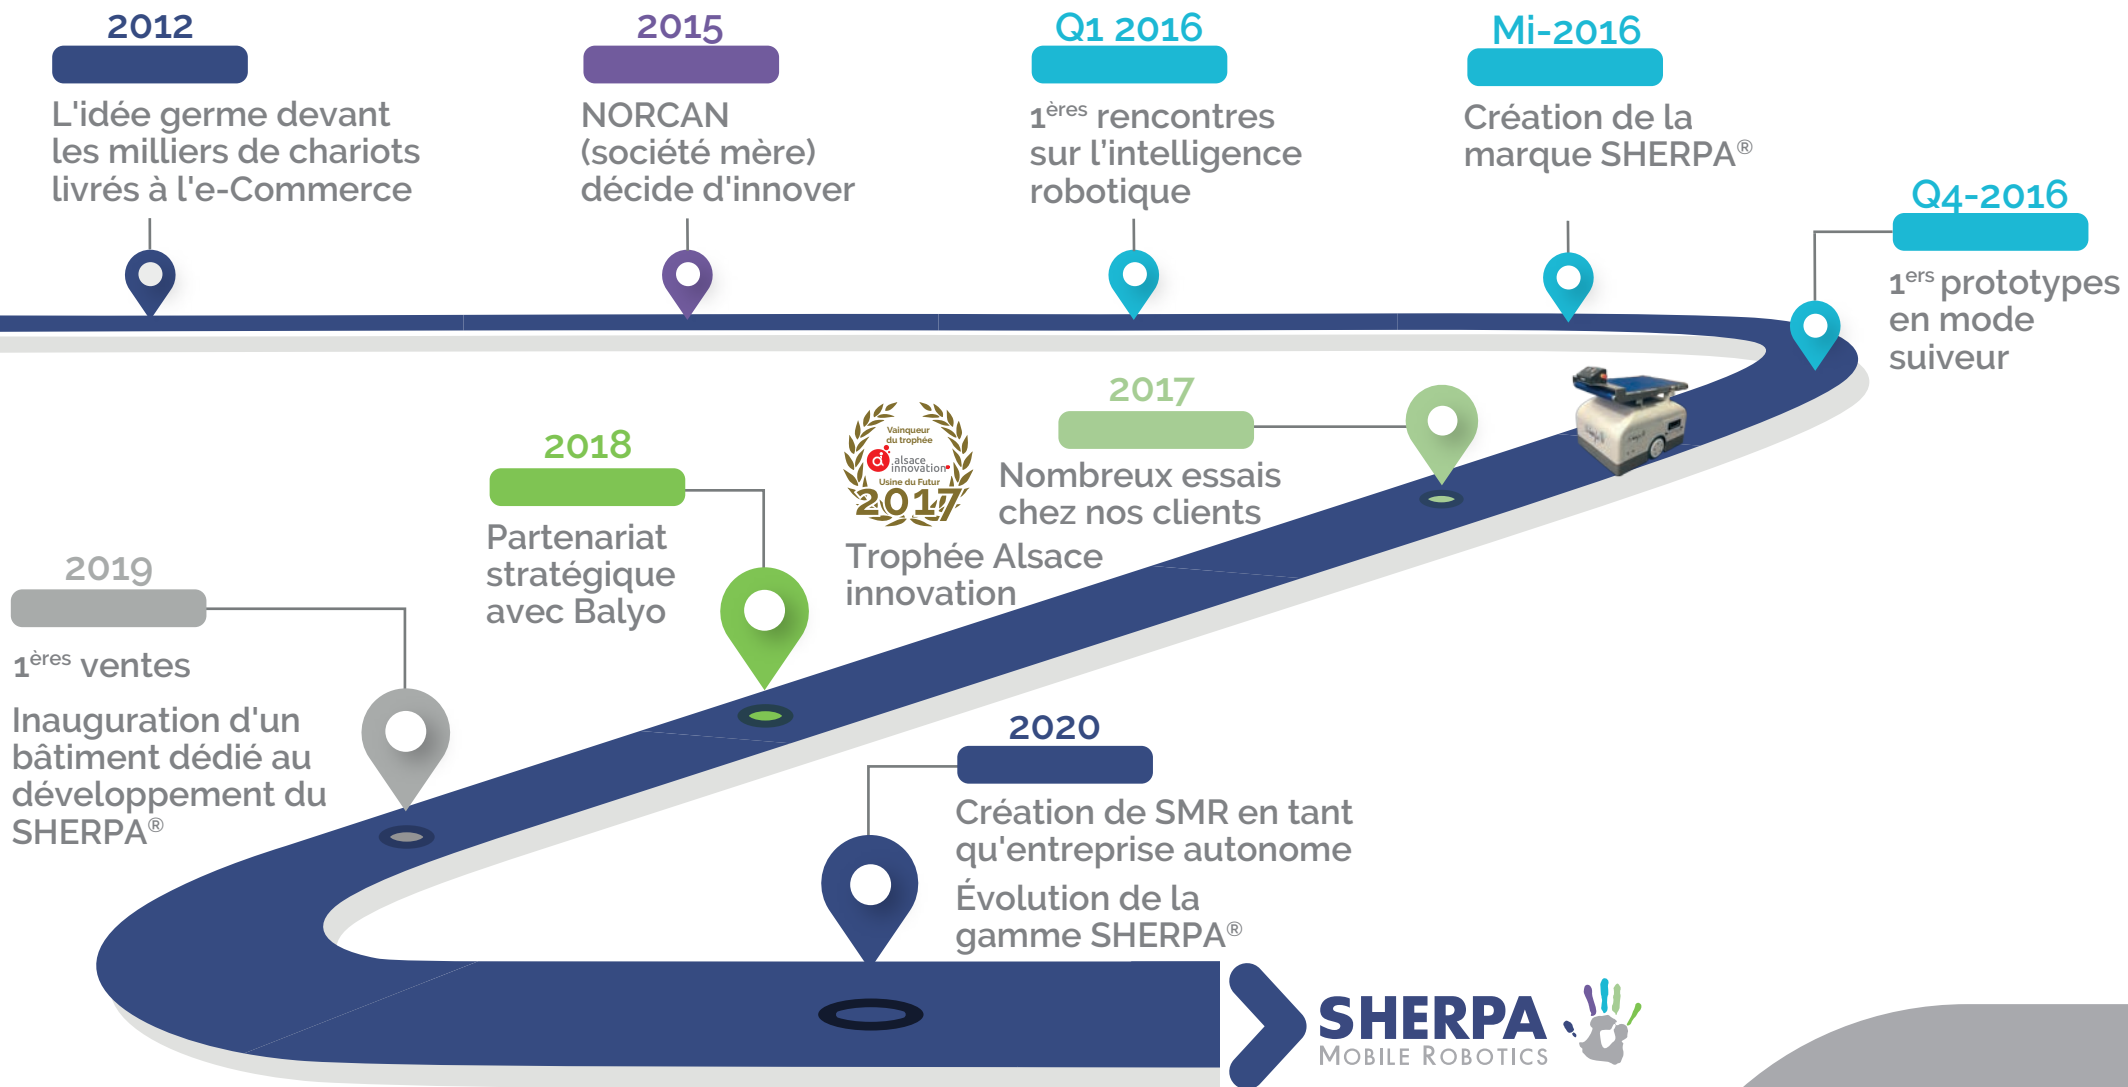 2012
L'idée germe devant
les milliers de chariots
livrés à l'e-Commerce
2015
NORCAN
(société mère)
décide d'innover
Q1 2016
1ères rencontres
sur l’intelligence
robotique
Mi-2016
Création de la
marque SHERPA®
Q4-2016
1ers prototypes
en mode
suiveur
2017
Nombreux essais
chez nos clients
Vainqueur
du trophée
alsace
innovation
Usine du Futur
2017
Trophée Alsace
innovation
2018
Partenariat
stratégique
avec Balyo
2019
1ères ventes
Inauguration d'un
bâtiment dédié au
développement du
SHERPA®
2020
Création de SMR en tant
qu'entreprise autonome
Évolution de la
gamme SHERPA®
SHERPA
MOBILE ROBOTICS